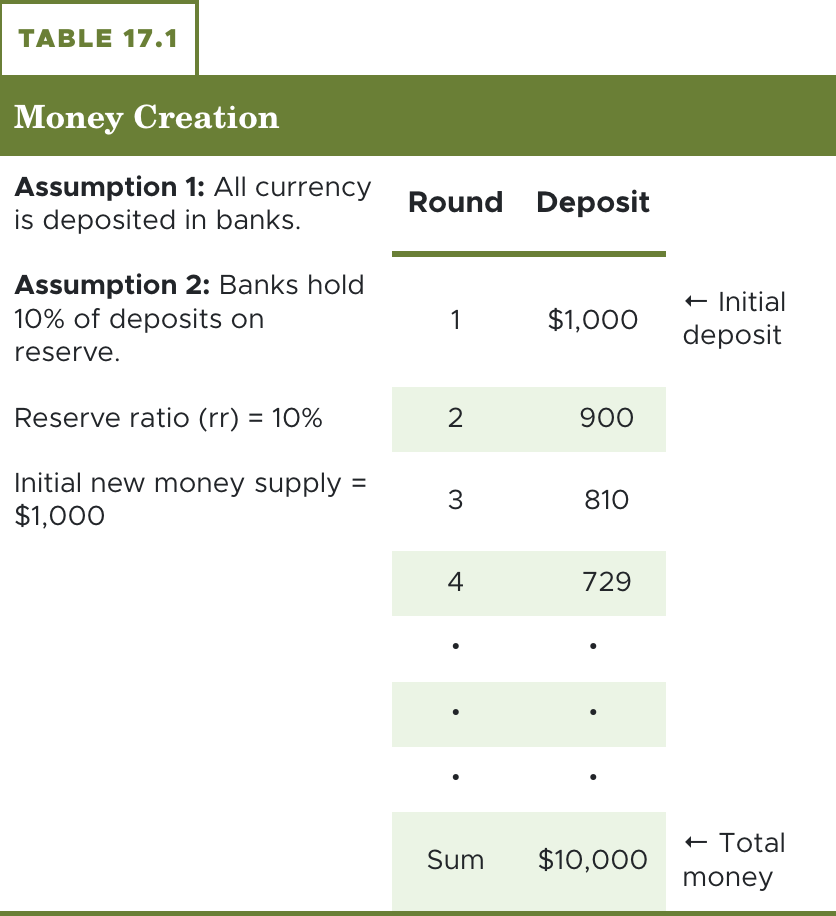 TABLE 17.1
Money Creation
Assumption 1: All currency
is deposited in banks.
Assumption 2: Banks hold
10% of deposits on
reserve.
Reserve ratio (rr) = 10%
Initial new money supply =
$1,000
Round Deposit
1 $1,000 ← Initial
deposit
2 900
3 810
4 729
• •
• •
• •
Sum $10,000 ← Total
money